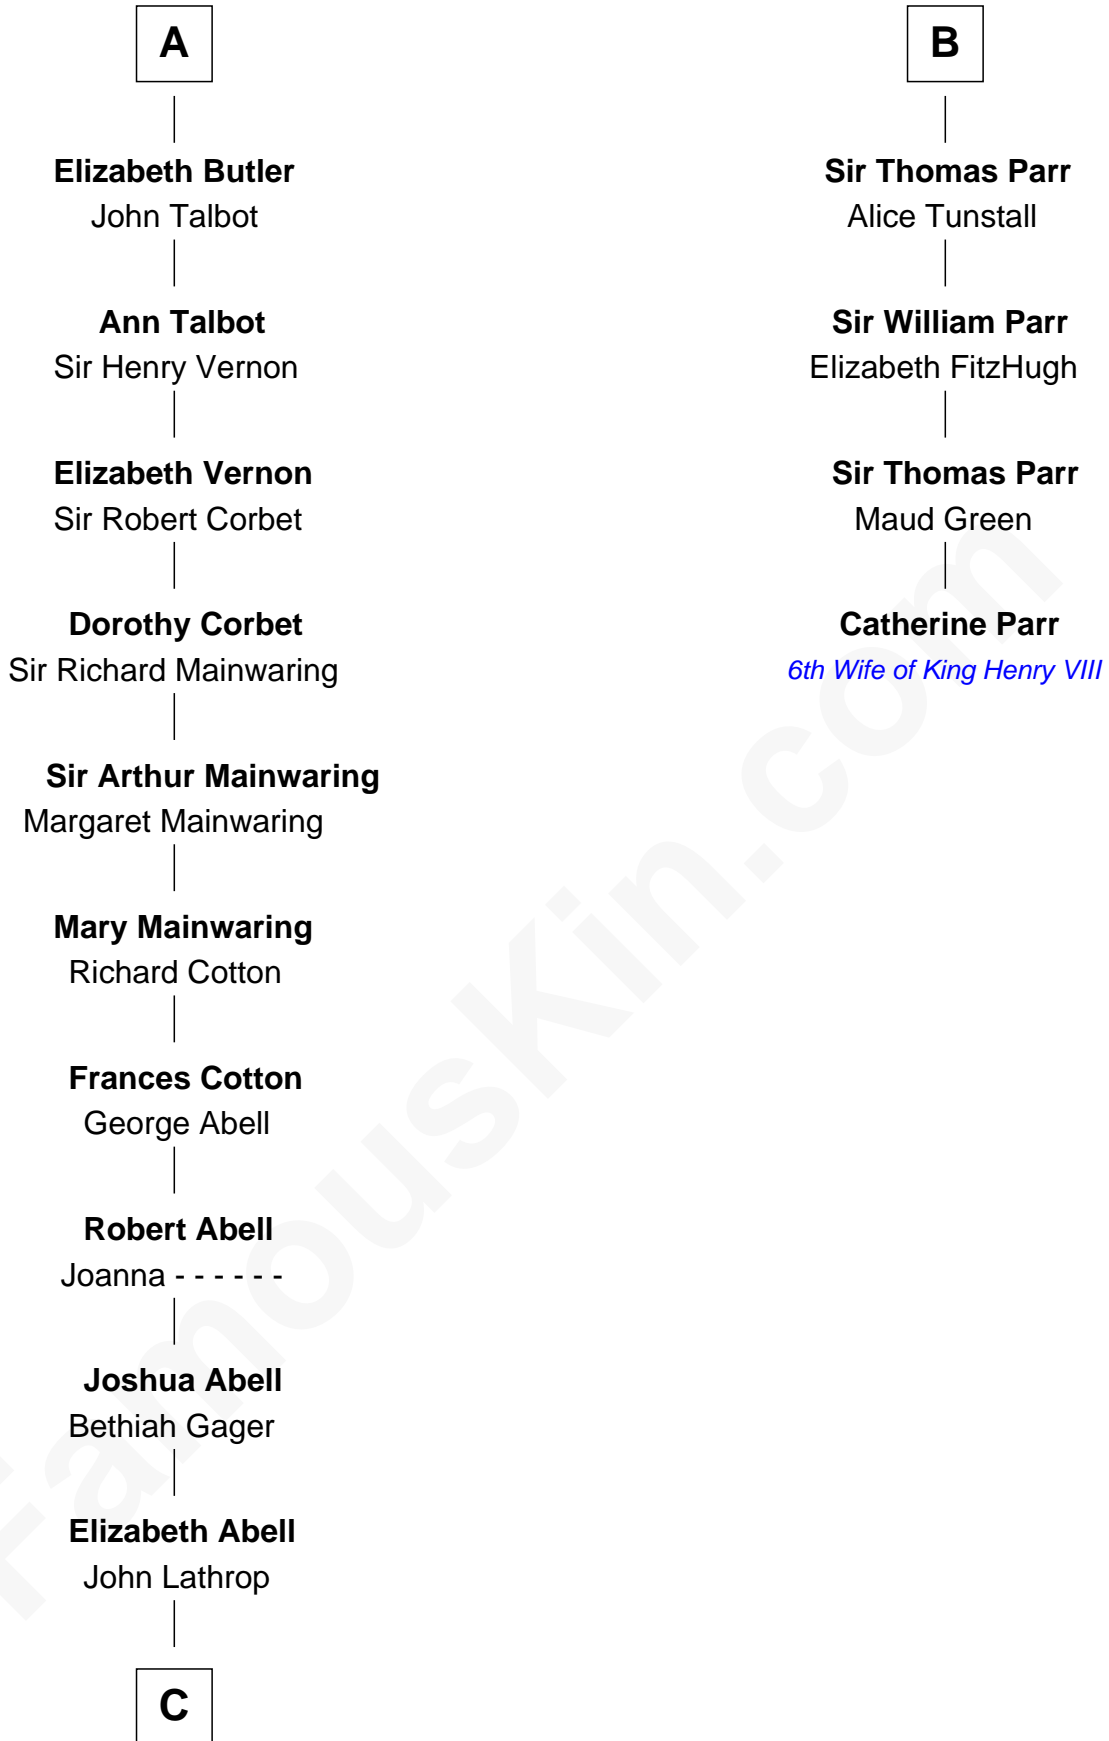 A
Elizabeth Butler
John Talbot
Ann Talbot
Sir Henry Vernon
Elizabeth Vernon
Sir Robert Corbet
Dorothy Corbet
Sir Richard Mainwaring
Sir Arthur Mainwaring
Margaret Mainwaring
Mary Mainwaring
Richard Cotton
Frances Cotton
George Abell
Robert Abell
Joanna - - - - - -
Joshua Abell
Bethiah Gager
Elizabeth Abell
John Lathrop
C
B
Sir Thomas Parr
Alice Tunstall
Sir William Parr
Elizabeth FitzHugh
Sir Thomas Parr
Maud Green
Catherine Parr
6th Wife of King Henry VIII
FamousKin.com